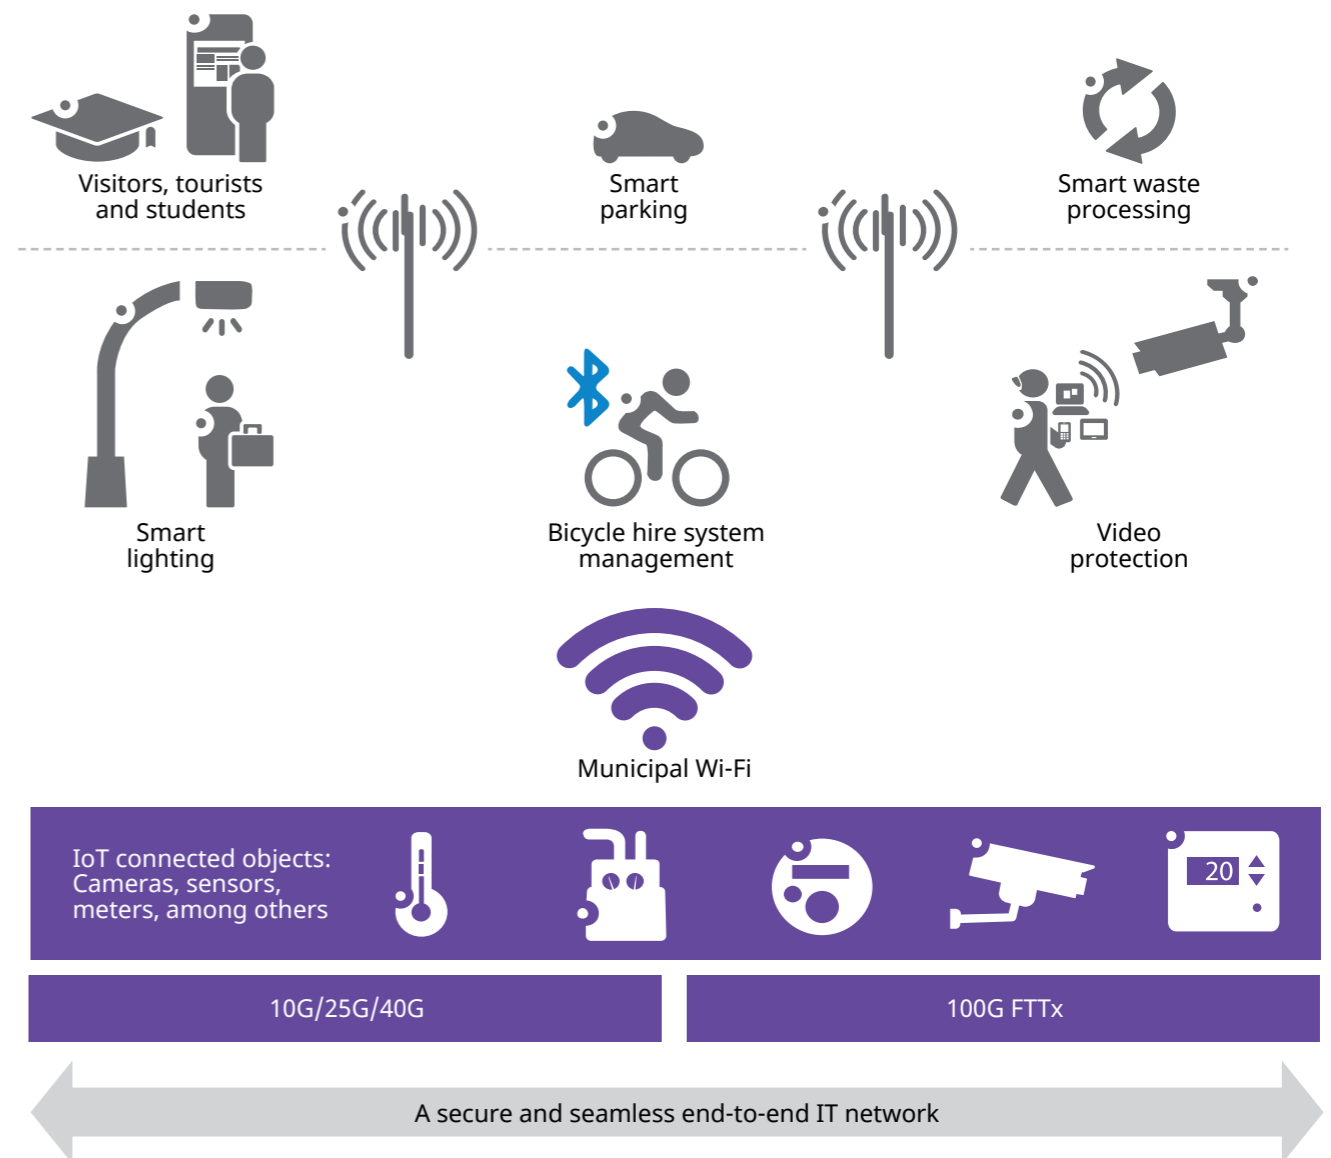 Visitors, tourists
and students
Smart
parking
Smart waste
processing
Smart
lighting
Bicycle hire system
management
Video
protection
Municipal Wi-Fi
IoT connected objects:
Cameras, sensors,
meters, among others
20
10G/25G/40G
100G FTTx
A secure and seamless end-to-end IT network